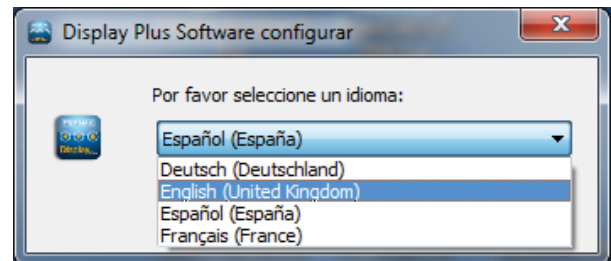 Display Plus Software configurar
Por favor seleccione un idioma:
Español (España)
Deutsch (Deutschland)
English (United Kingdom)
Español (España)
Français (France)